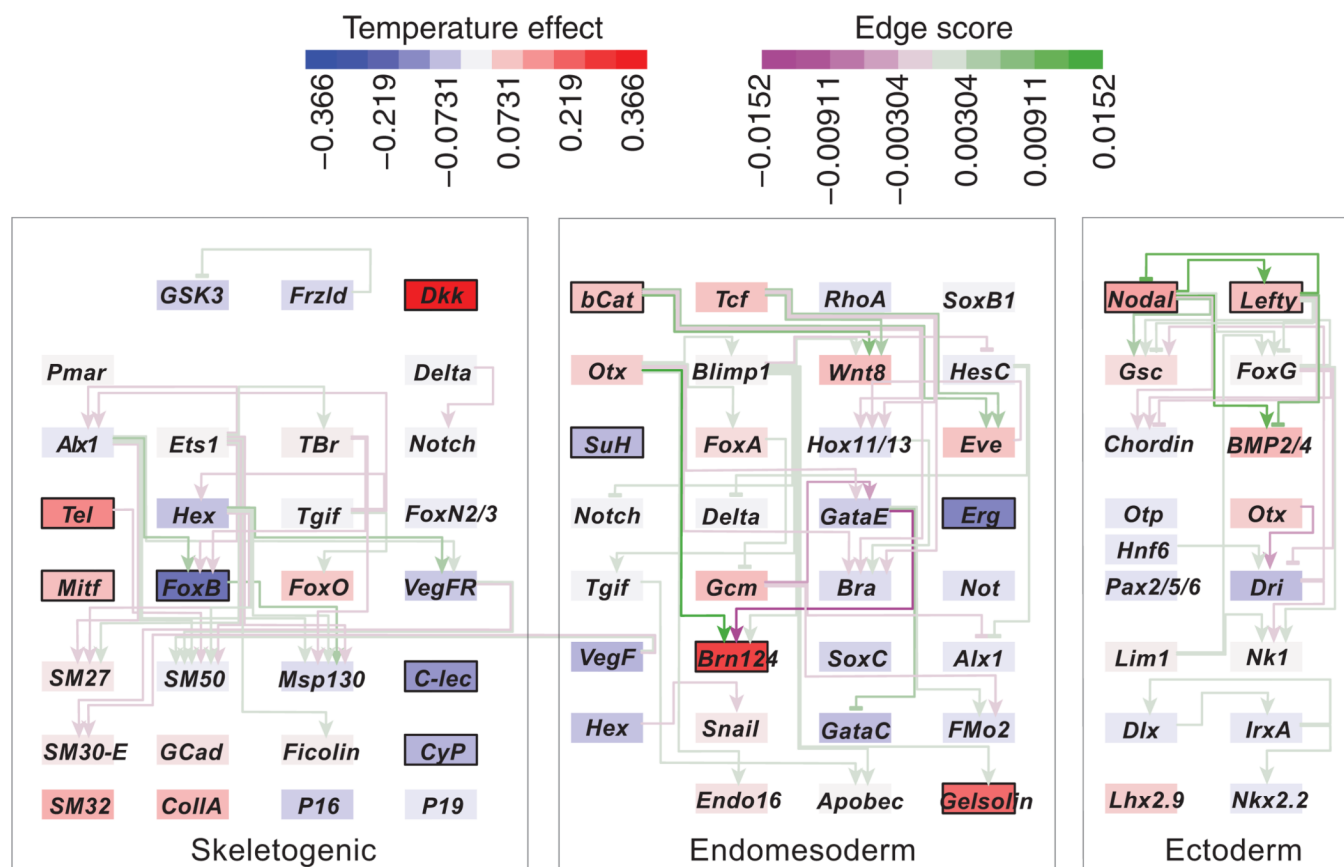 Temperature effect
Edge score
−0.366
−0.219
−0.0731
0.0731
0.219
0.366
−0.0152
−0.00911
−0.00304
0.00304
0.00911
0.0152
GSK3 Frzld Dkk
Pmar Delta
Alx1 Ets1 TBr Notch
Tel Hex Tgif FoxN2/3
Mitf FoxB FoxO VegFR
SM27 SM50 Msp130 C-lec
SM30-E GCad Ficolin CyP
SM32 CollA P16 P19
Skeletogenic
bCat Tcf RhoA SoxB1
Otx Blimp1 Wnt8 HesC
SuH FoxA Hox11/13 Eve
Notch Delta GataE Erg
Tgif Gcm Bra Not
VegF Brn124 SoxC Alx1
Hex Snail GataC FMo2
Endo16 Apobec Gelsolin
Endomesoderm
Nodal Lefty
Gsc FoxG
Chordin BMP2/4
Otp Otx
Hnf6
Pax2/5/6 Dri
Lim1 Nk1
Dlx IrxA
Lhx2.9 Nkx2.2
Ectoderm